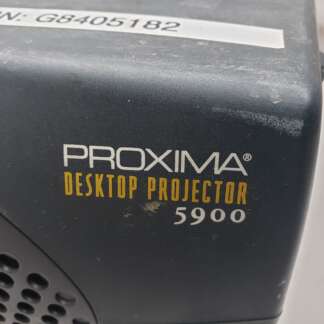 N: G8405182
PROXIMA®
DESKTOP PROJECTOR
5900